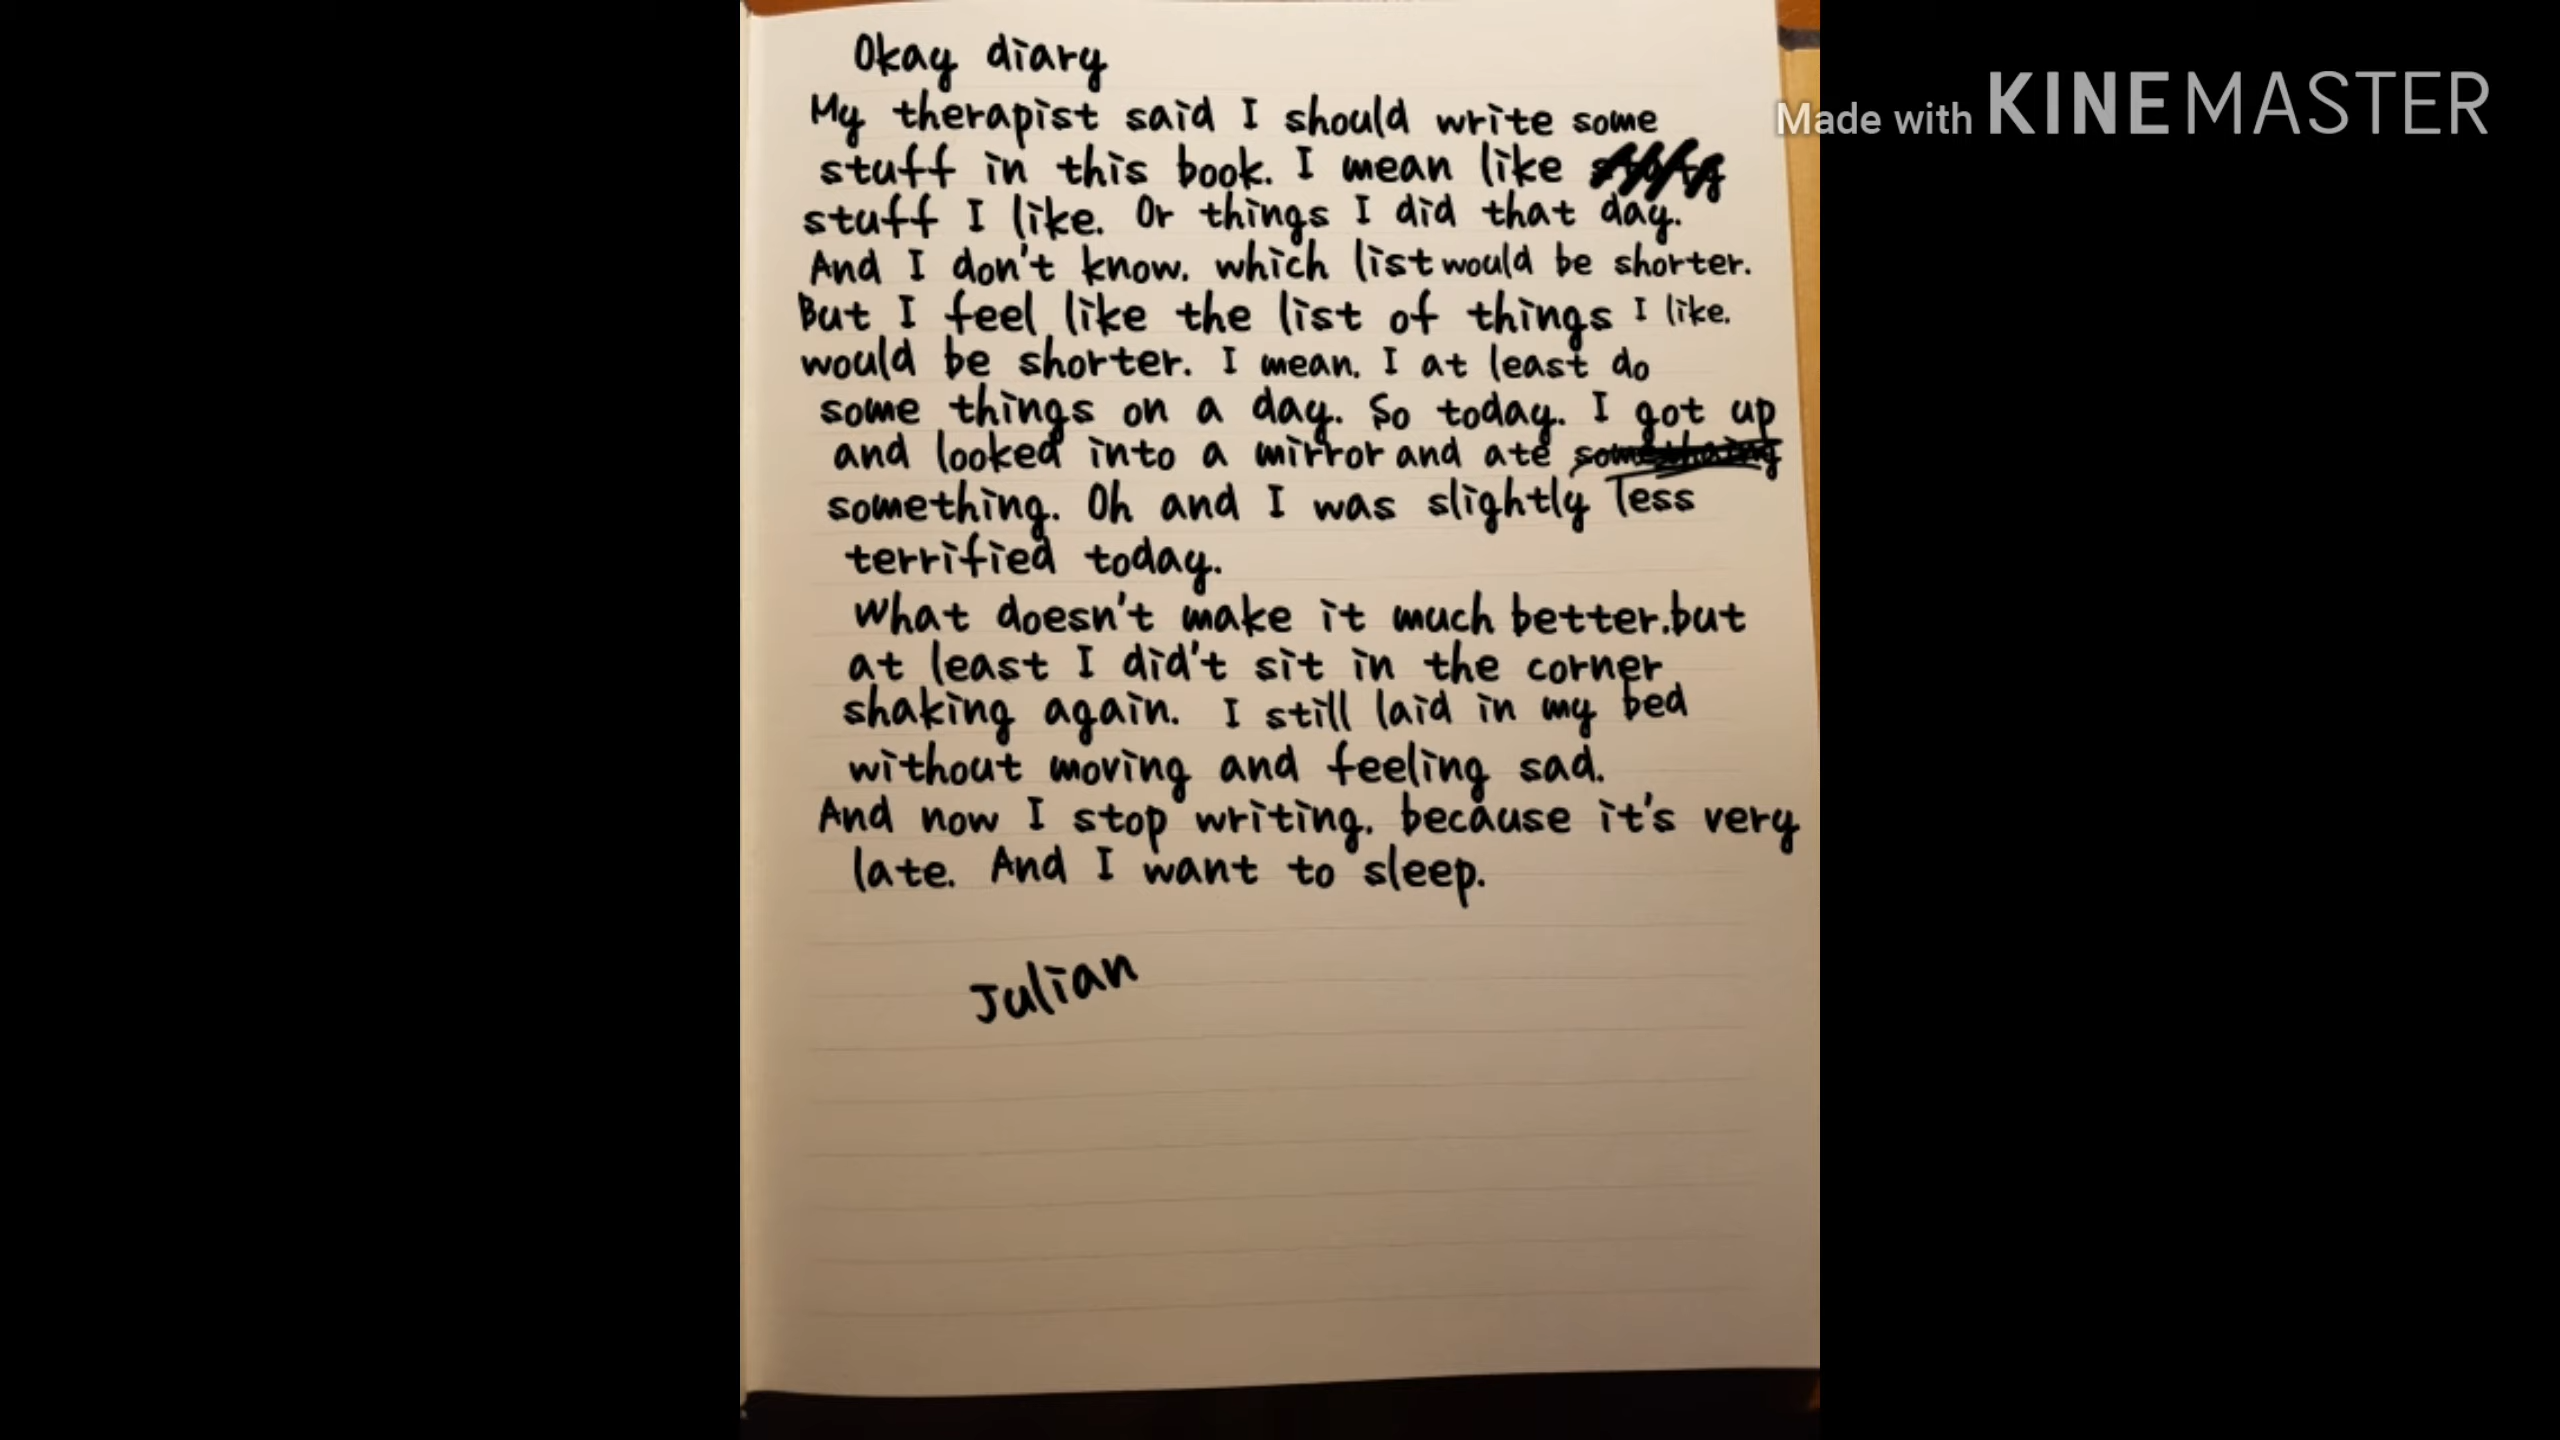 Okay diary
My therapist said I should write some
Made with KINEMASTER
stuff in this book. I mean like
stuff I like. Or things I did that day.
And I don't know. which list would be shorter.
But I feel like the list of things I like.
would be shorter. I mean. I at least do
some things on a day. So today. I got up
and looked into a mirror and ate
something. Oh and I was slightly less
terrified today.
What doesn't make it much better.but
at least I did't sit in the corner
shaking again. I still laid in my bed
without moving and feeling sad.
And now I stop writing. because it's very
late. And I want to sleep.
Julian